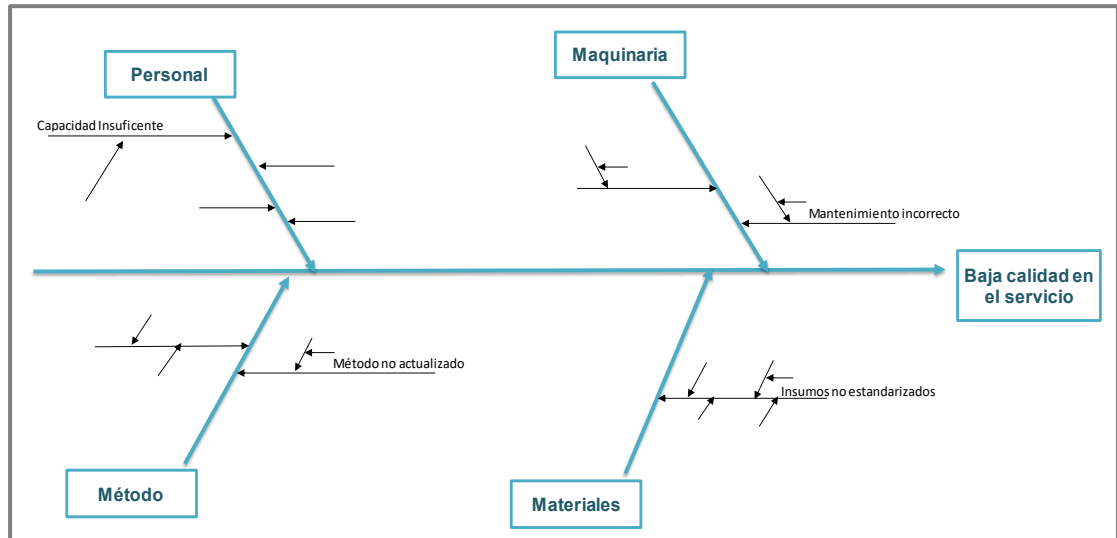 Personal
Maquinaria
Capacidad Insuficente
Mantenimiento incorrecto
Baja calidad en
el servicio
Método no actualizado
Insumos no estandarizados
Método
Materiales